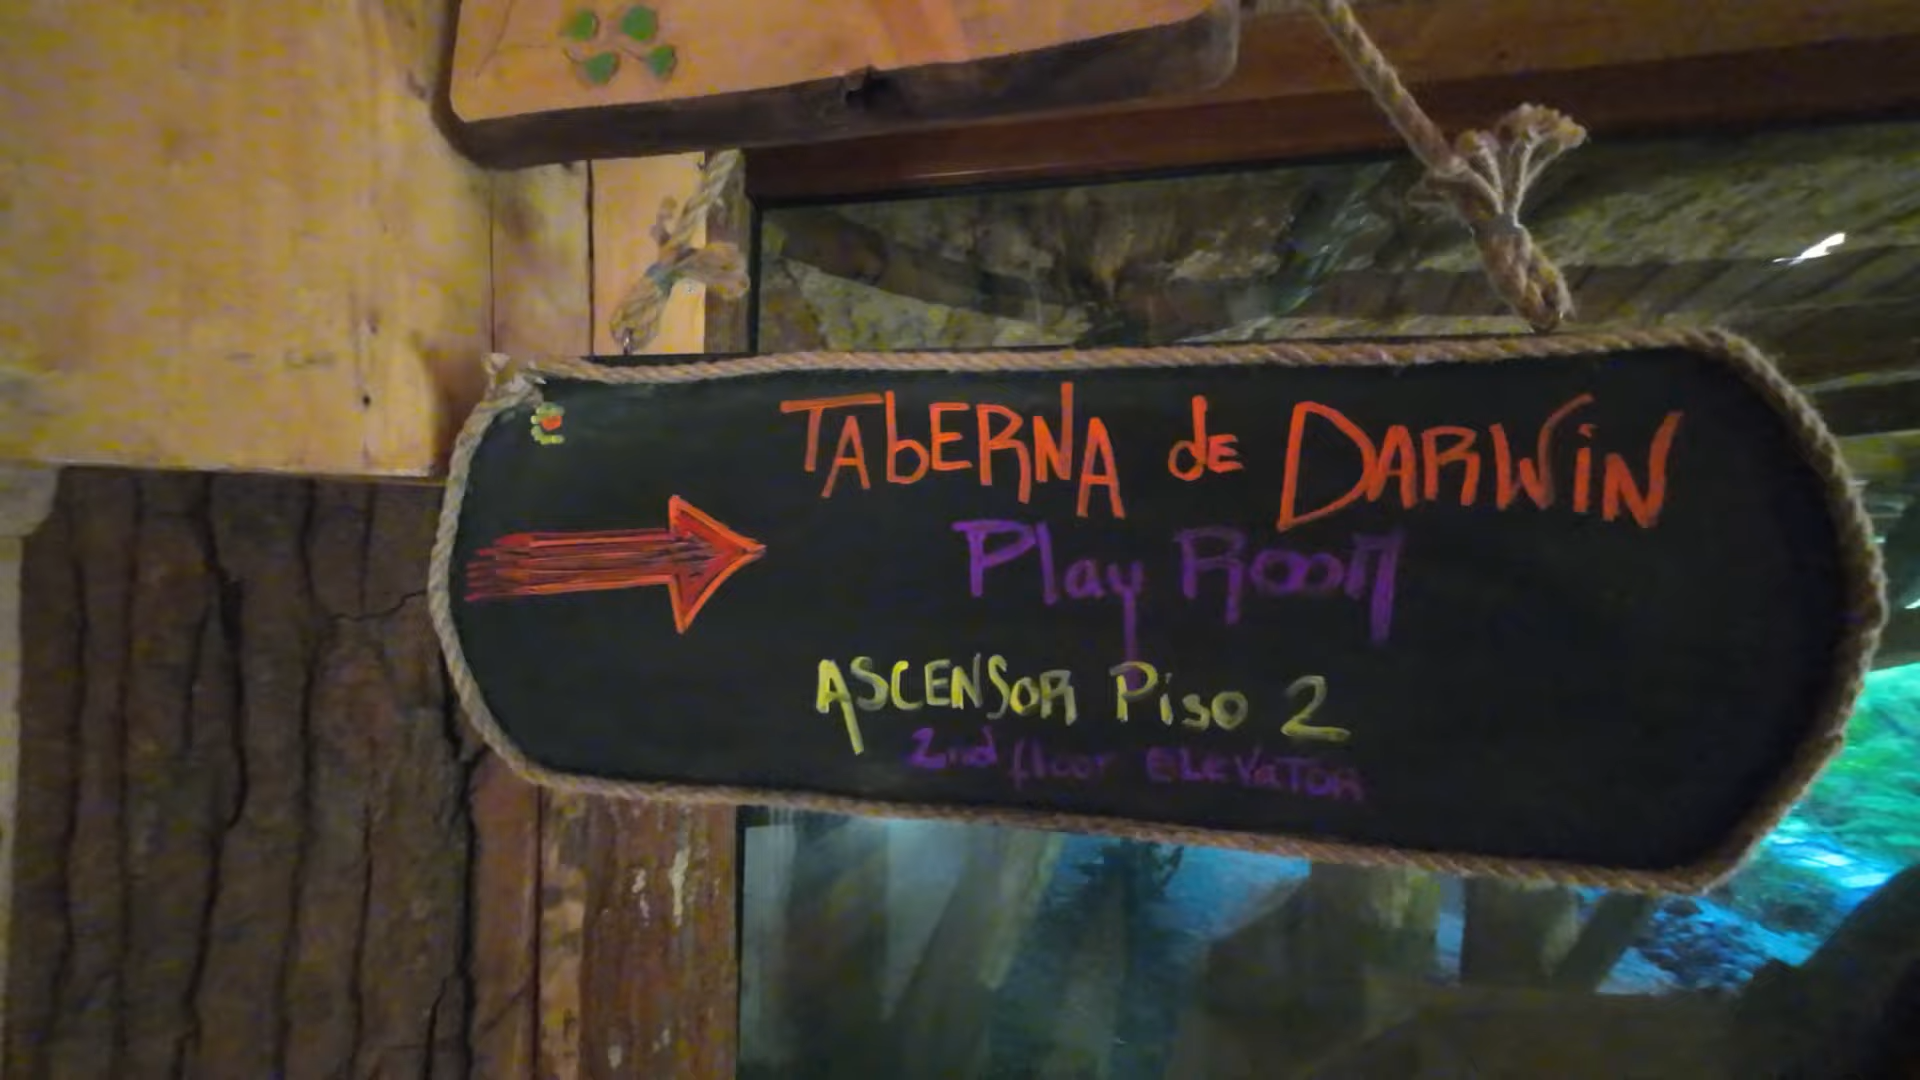 TAbERNA de DARWiN
Play Room
ASCENSOR Piso 2
2nd floor eLeVaTOR